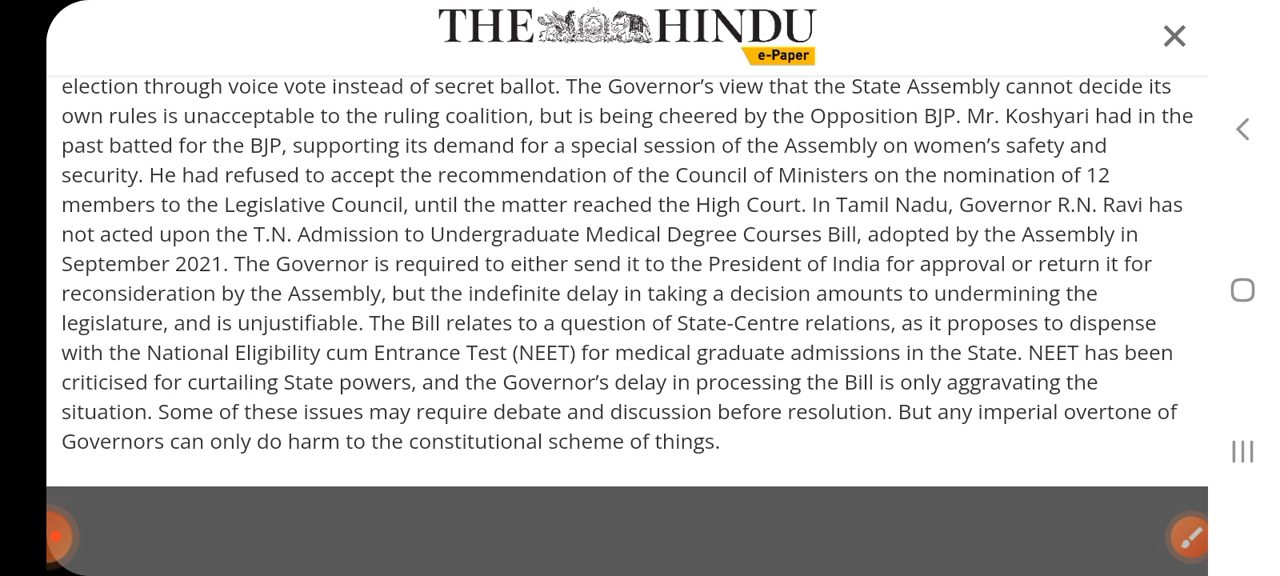 THE HINDU
e-Paper
election through voice vote instead of secret ballot. The Governor’s view that the State Assembly cannot decide its
own rules is unacceptable to the ruling coalition, but is being cheered by the Opposition BJP. Mr. Koshyari had in the
past batted for the BJP, supporting its demand for a special session of the Assembly on women’s safety and
security. He had refused to accept the recommendation of the Council of Ministers on the nomination of 12
members to the Legislative Council, until the matter reached the High Court. In Tamil Nadu, Governor R.N. Ravi has
not acted upon the T.N. Admission to Undergraduate Medical Degree Courses Bill, adopted by the Assembly in
September 2021. The Governor is required to either send it to the President of India for approval or return it for
reconsideration by the Assembly, but the indefinite delay in taking a decision amounts to undermining the
legislature, and is unjustifiable. The Bill relates to a question of State-Centre relations, as it proposes to dispense
with the National Eligibility cum Entrance Test (NEET) for medical graduate admissions in the State. NEET has been
criticised for curtailing State powers, and the Governor’s delay in processing the Bill is only aggravating the
situation. Some of these issues may require debate and discussion before resolution. But any imperial overtone of
Governors can only do harm to the constitutional scheme of things.